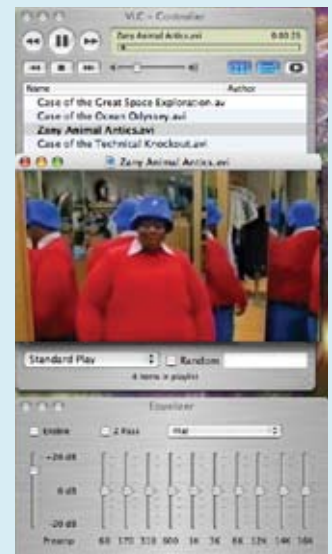 VLC - Controller
Zany Animal Antics.avi 0:00:25
Name Author
Case of the Great Space Exploration.av
Case of the Ocean Odyssey.avi
Zany Animal Antics.avi
Case of the Technical Knockout.avi
Zany Animal Antics.avi
Standard Play Random
4 items in playlist
Equalizer
Enable 2 Pass Flat
+20 dB
0 dB
-20 dB
Preamp 60 170 310 600 1K 3K 6K 12K 14K 16K